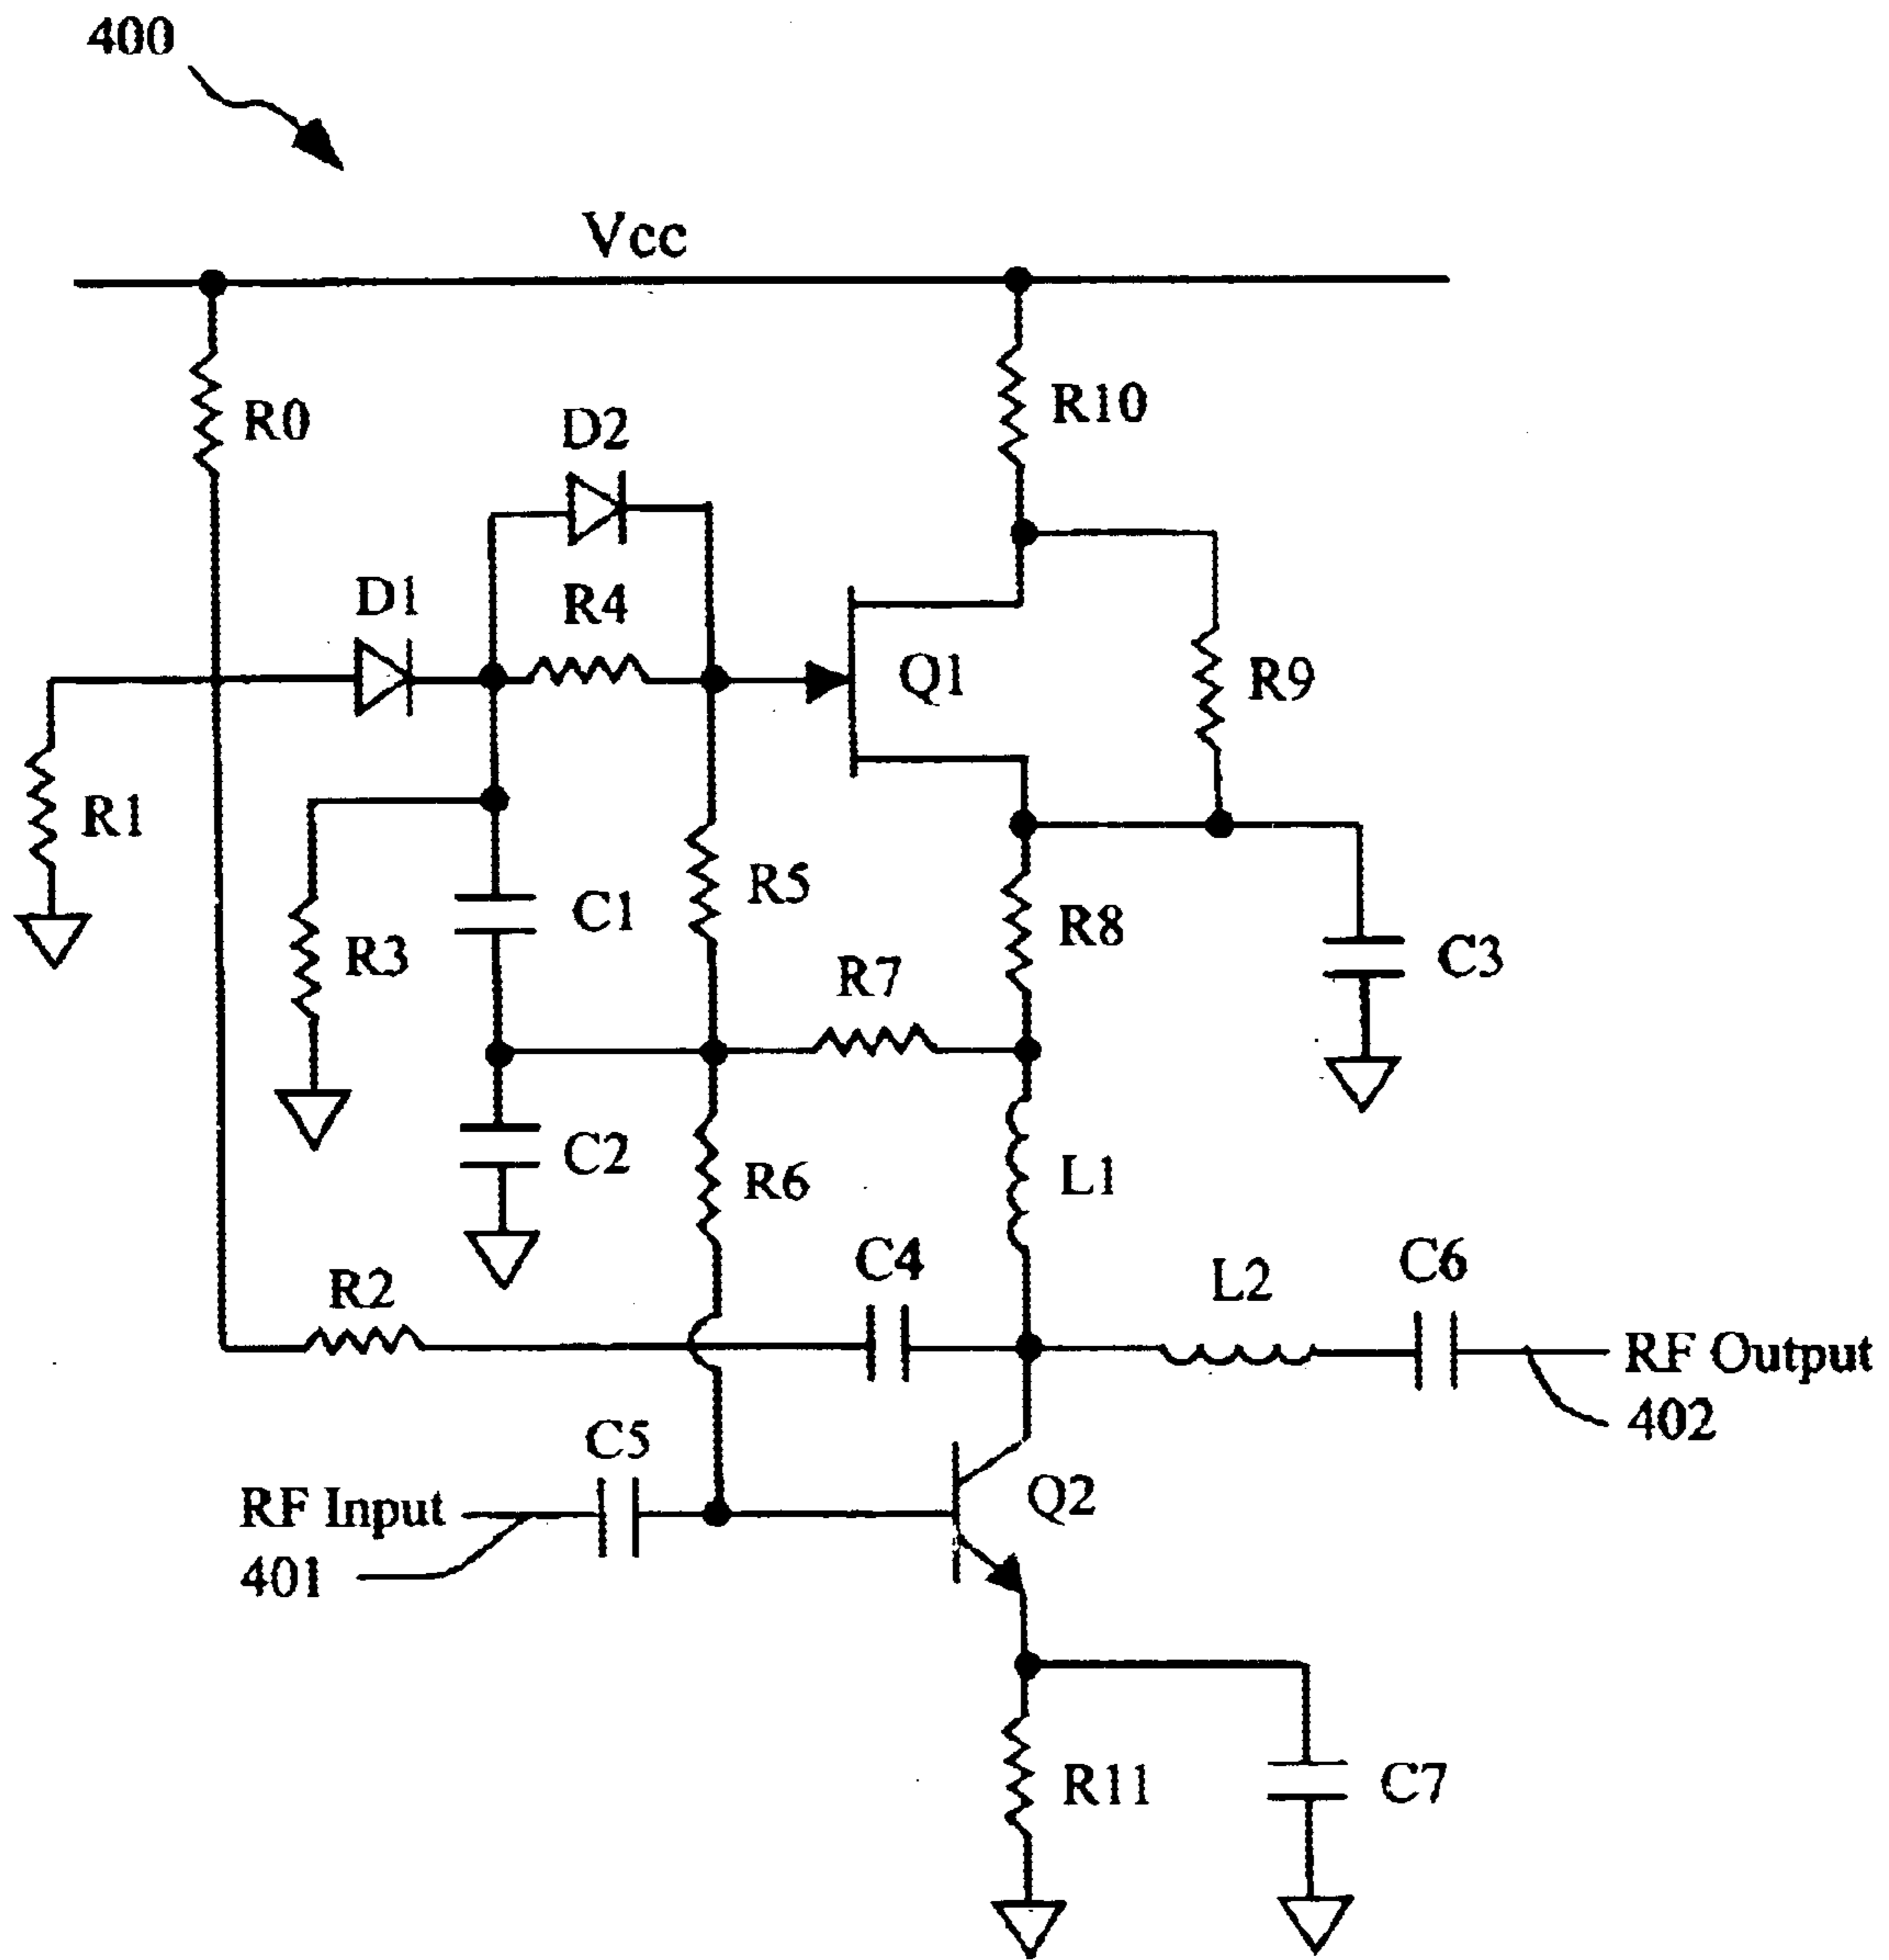 400
Vcc
R0
R10
D2
D1
R4
Q1
R9
R1
R3
C1
R5
R8
C3
R7
C2
R6
L1
R2
C4
L2
C6
RF Output
402
C5
RF Input
401
Q2
R11
C7